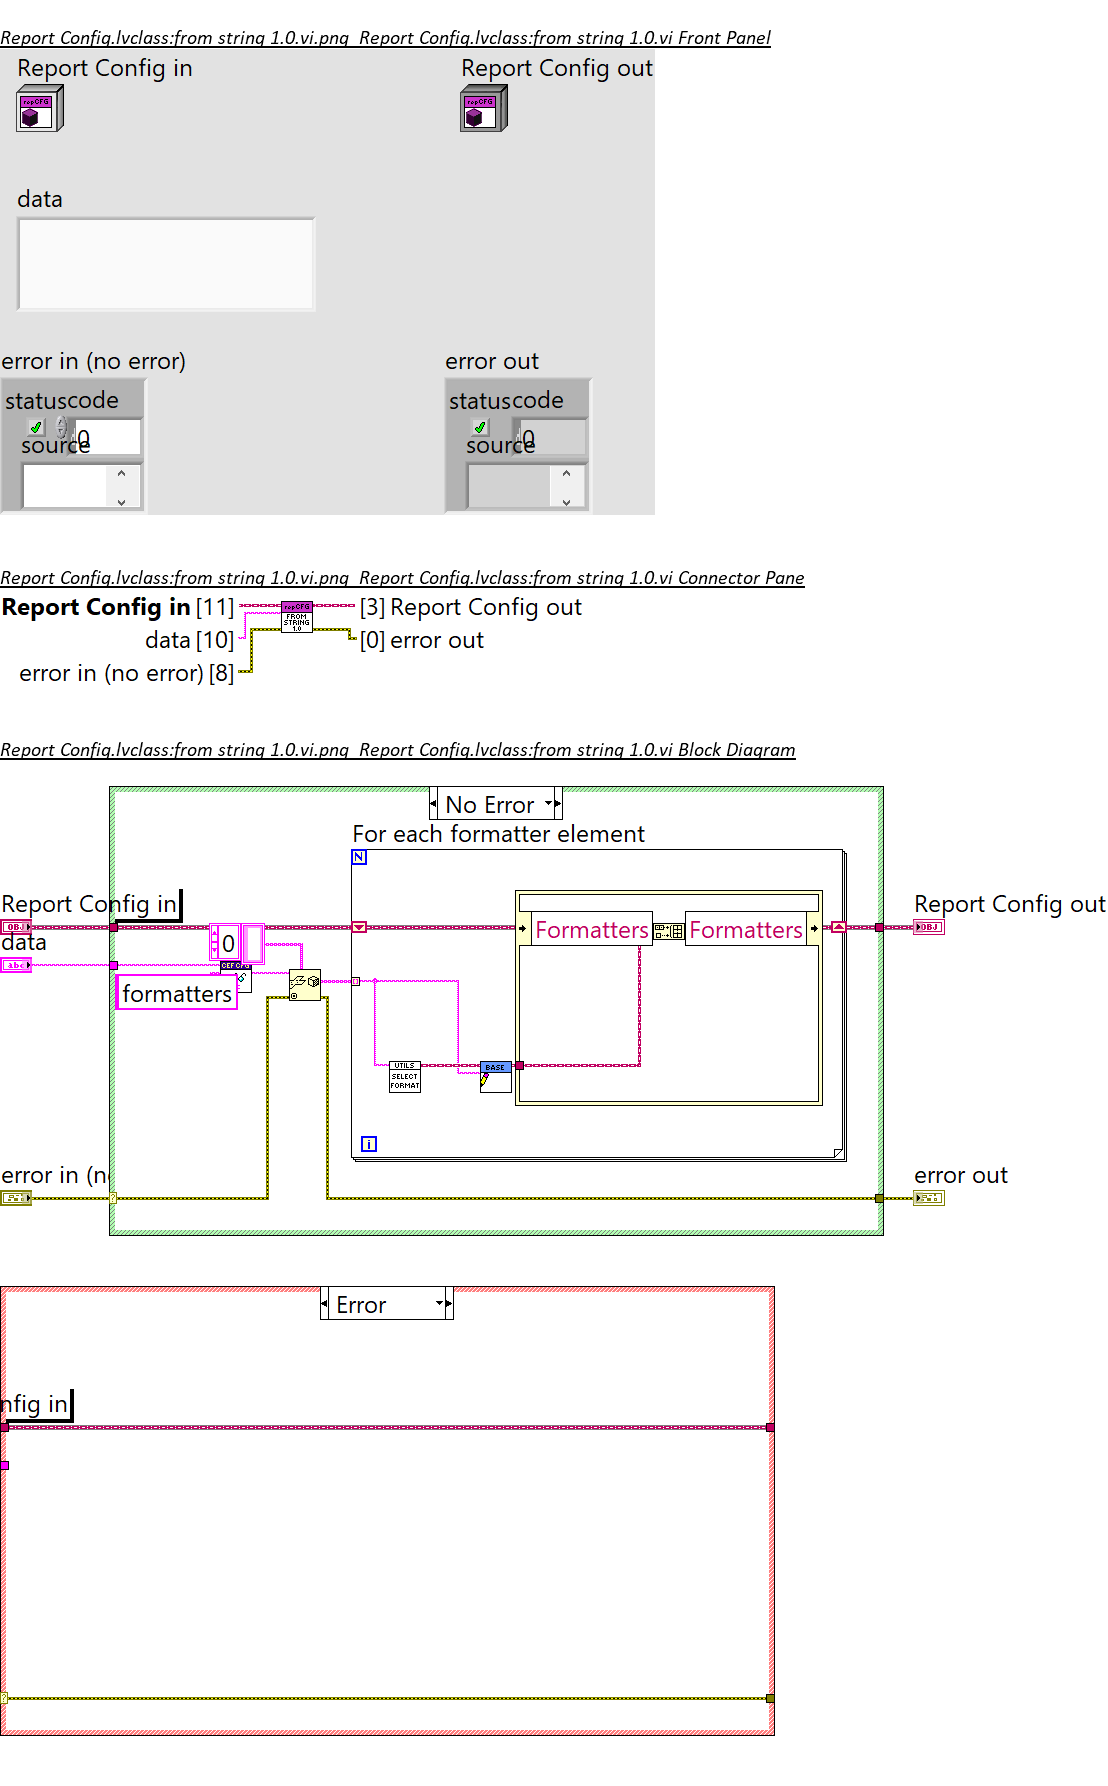 Report Config.lvclass:from string 1.0.vi.png Report Config.lvclass:from string 1.0.vi Front Panel
Report Config in
Report Config out
repCFG
repCFG
data
error in (no error)
error out
status code
status code
0
0
source
source
Report Config.lvclass:from string 1.0.vi.png Report Config.lvclass:from string 1.0.vi Connector Pane
Report Config in [11]
repCFG
FROM
STRING
1.0
[3] Report Config out
data [10]
[0] error out
error in (no error) [8]
Report Config.lvclass:from string 1.0.vi.png Report Config.lvclass:from string 1.0.vi Block Diagram
No Error
For each formatter element
N
Report Config in
Report Config out
OBJ
OBJ
Formatters
Formatters
data
0
abc
formatters
UTILS
SELECT
FORMAT
BASE
i
error in (n
error out
?
Error
nfig in
?